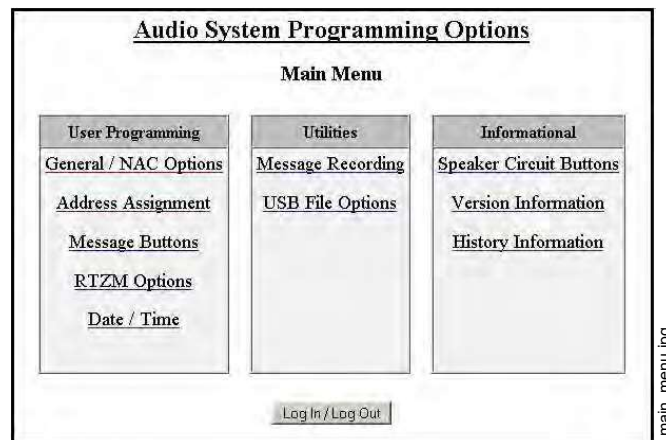 Audio System Programming Options
Main Menu
User Programming
General / NAC Options
Address Assignment
Message Buttons
RTZM Options
Date / Time
Utilities
Message Recording
USB File Options
Informational
Speaker Circuit Buttons
Version Information
History Information
Log In / Log Out
main_menu.jpg